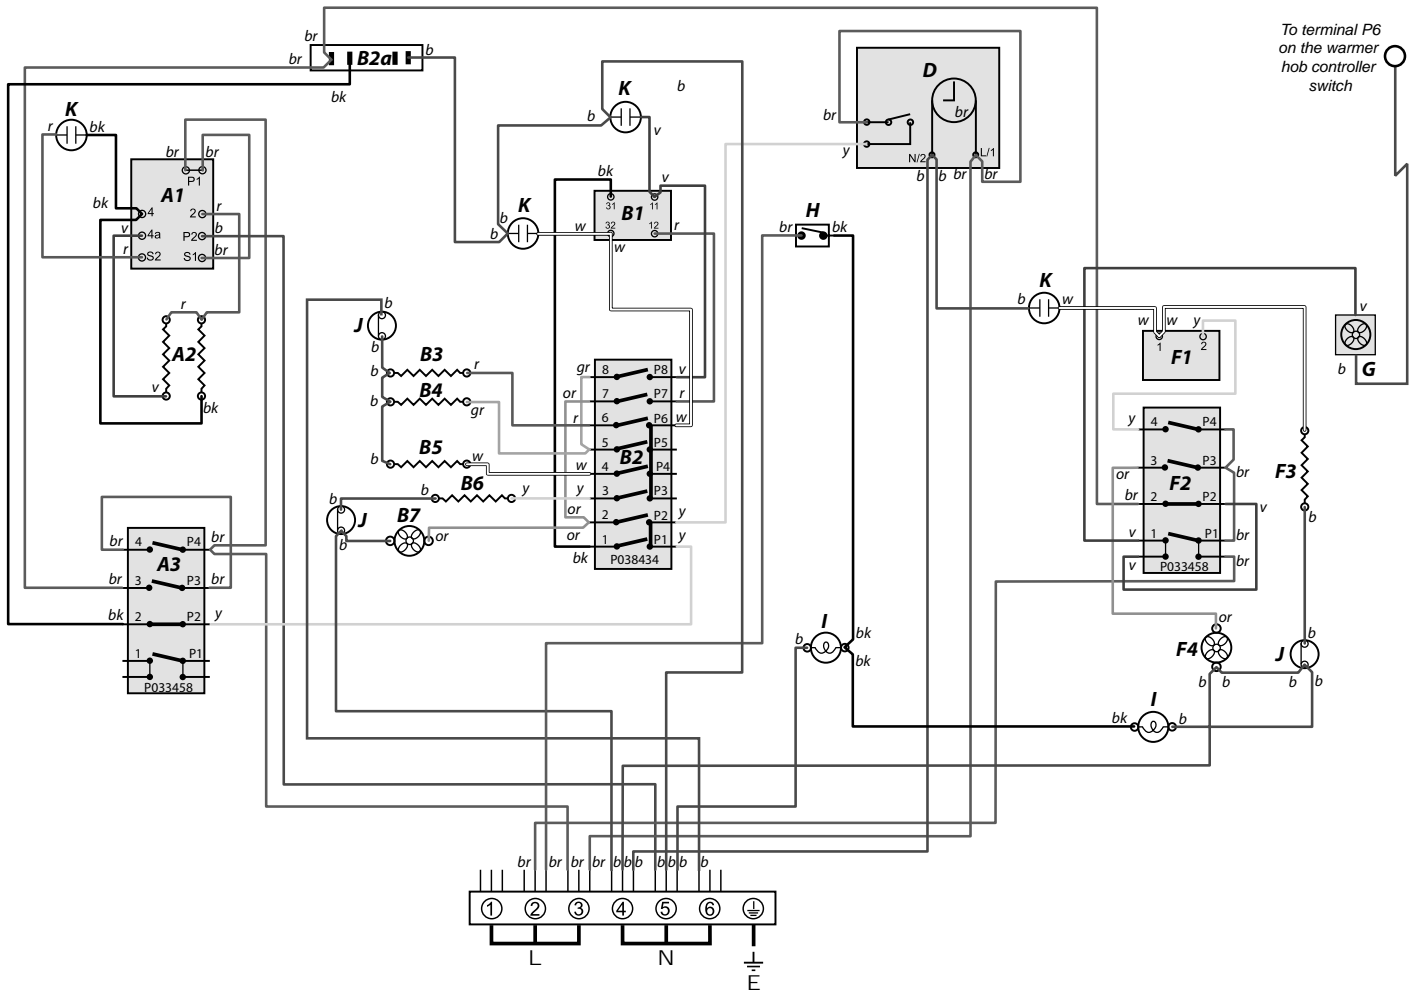 br
br B2a b
bk
To terminal P6
on the warmer
hob controller
switch
K
r bk
br br
P1
A1
bk 4 2 r
v 4a P2 b
r S2 S1 br
r
A2
v bk
K
b b
v
bk v
31 11
B1
32 12 r
K
b
b w w
D
br br
y N/2 L/1
b b br br
H
br bk
K
b w
w w y
1 2
F1
v
b G
b
J
b
b B3 r
b B4 gr
b B5 w
b B6 y
b
J
b B7 or
gr 8 P8 v
or 7 P7 r
r 6 P6 w
5 P5
B2
w 4 P4
y 3 P3
or 2 P2 y
or 1 P1 y
bk P038434
y 4 P4
or 3 P3 br
F2
br 2 P2 v
v 1 P1 br
v br
P033458
F3
b
br 4 P4 br
A3
br 3 P3 br
bk 2 P2 y
1 P1
P033458
I
b bk
bk
or
F4
b b
b
J
b b
I
bk b
br br br br b b b b b b b
1 2 3 4 5 6
L N
E